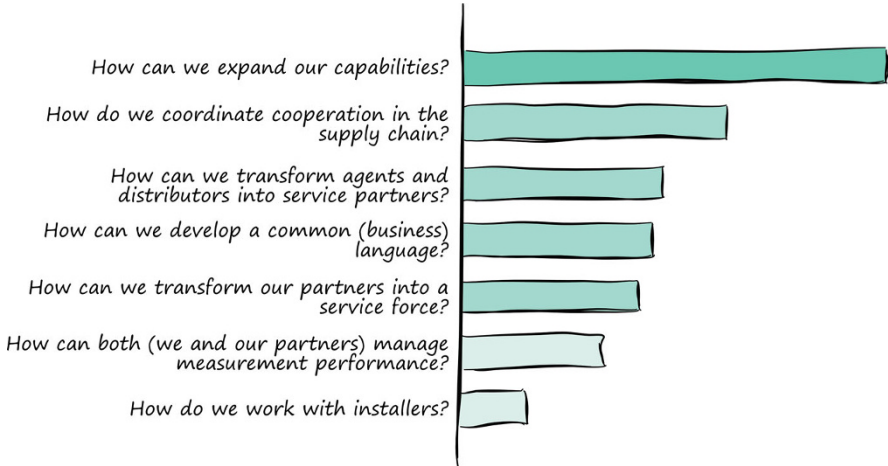 How can we expand our capabilities?
How do we coordinate cooperation in the
supply chain?
How can we transform agents and
distributors into service partners?
How can we develop a common (business)
language?
How can we transform our partners into a
service force?
How can both (we and our partners) manage
measurement performance?
How do we work with installers?